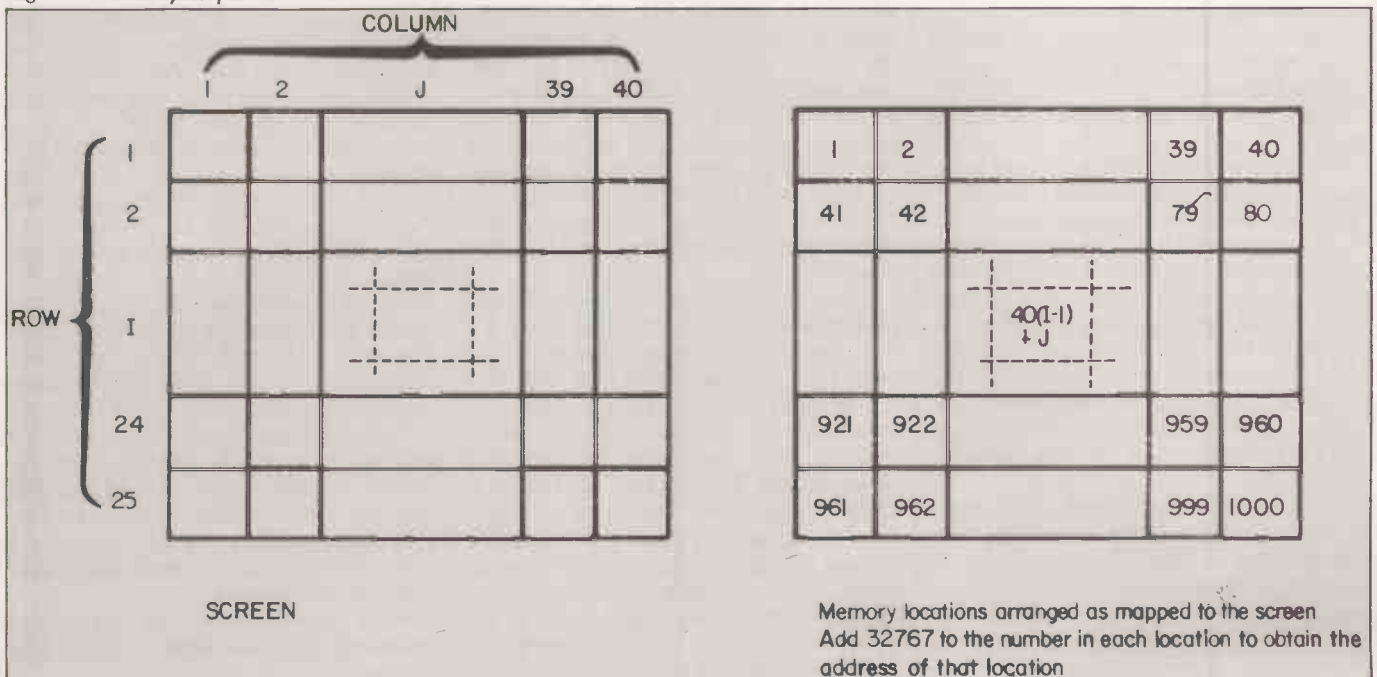 COLUMN
1 2 J 39 40
ROW
1
2
I
24
25
SCREEN
1 2 39 40
41 42 79 80
40(I-1)
+ J
921 922 959 960
961 962 999 1000
Memory locations arranged as mapped to the screen
Add 32767 to the number in each location to obtain the
address of that location